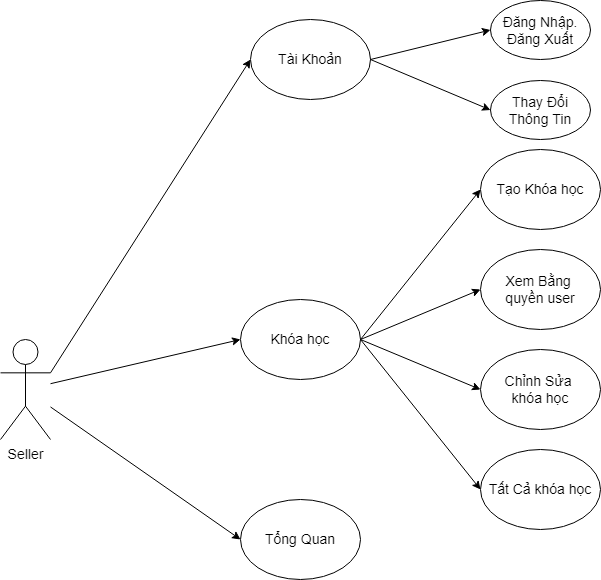 Đăng Nhập.
Đăng Xuất
Tài Khoản
Thay Đổi
Thông Tin
Tạo Khóa học
Xem Bằng
quyền user
Khóa học
Chỉnh Sửa
khóa học
Seller
Tất Cả khóa học
Tổng Quan